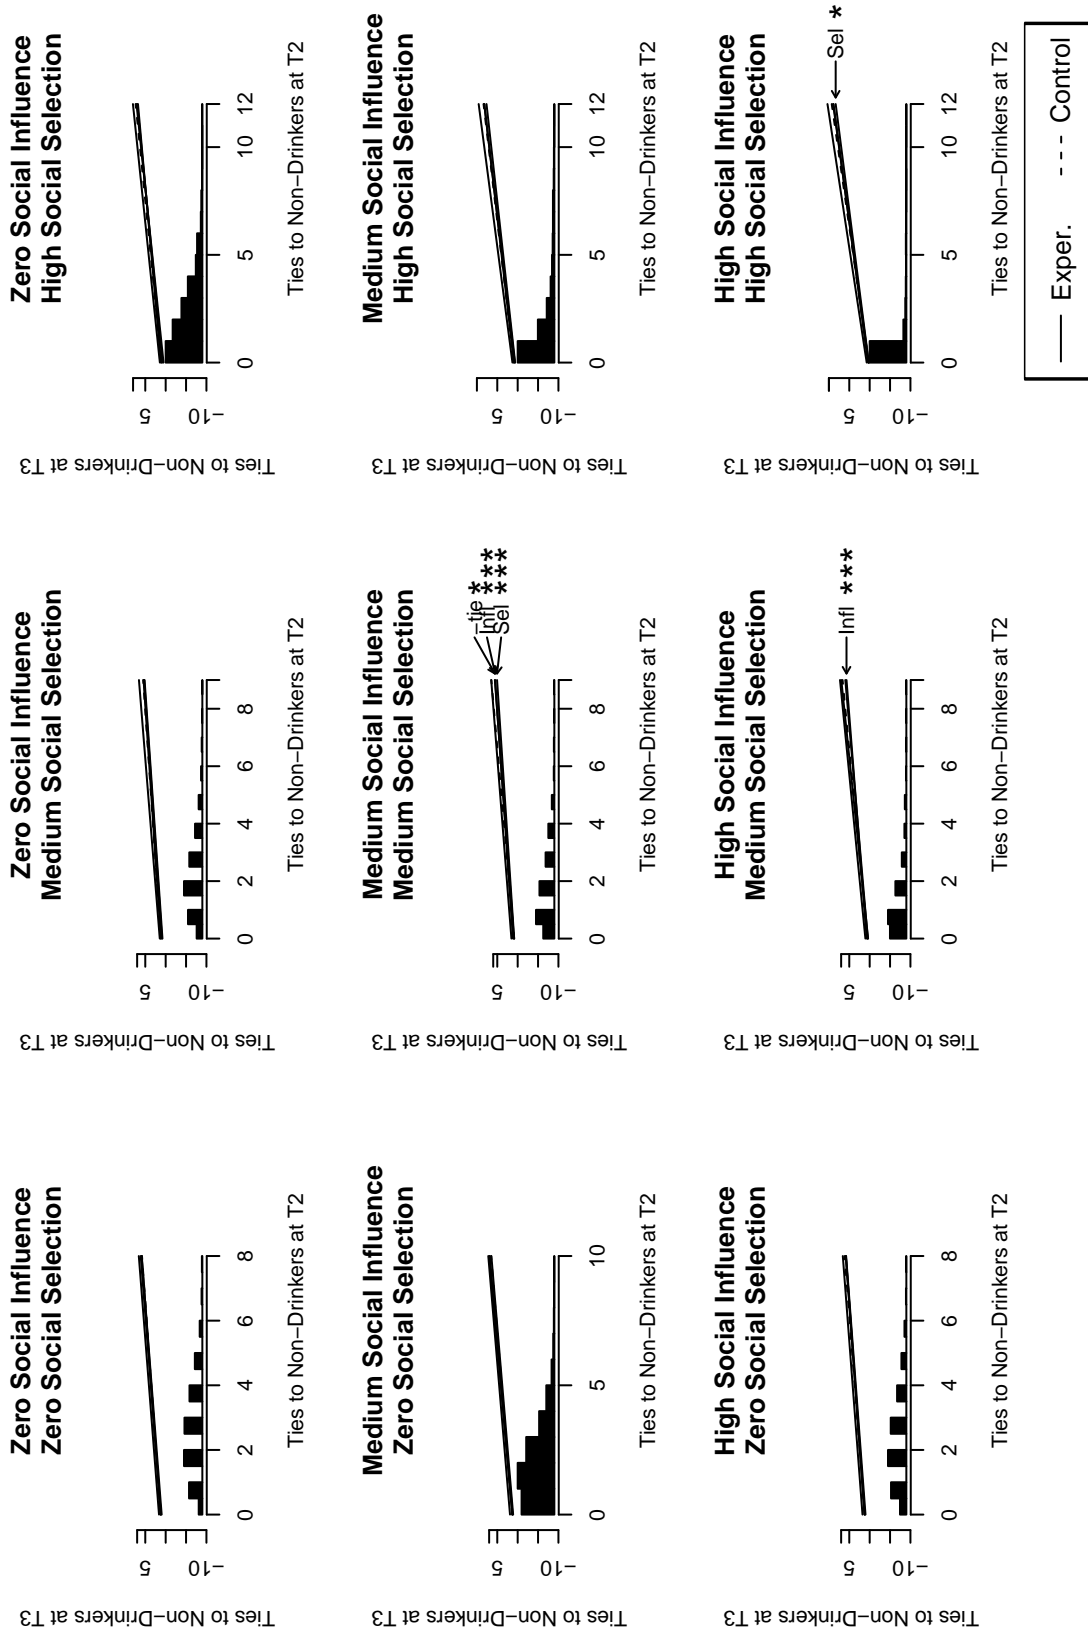 Zero Social Influence
Zero Social Selection
Ties to Non−Drinkers at T3
−10 5
0 2 4 6 8
Ties to Non−Drinkers at T2
Zero Social Influence
Medium Social Selection
Ties to Non−Drinkers at T3
−10 5
0 2 4 6 8
Ties to Non−Drinkers at T2
Zero Social Influence
High Social Selection
Ties to Non−Drinkers at T3
−10 5
0 5 10 12
Ties to Non−Drinkers at T2
Medium Social Influence
Zero Social Selection
Ties to Non−Drinkers at T3
−10 5
0 5 10
Ties to Non−Drinkers at T2
Medium Social Influence
Medium Social Selection
Ties to Non−Drinkers at T3
−10 5
−tie *
Infl ***
Sel ***
0 2 4 6 8
Ties to Non−Drinkers at T2
Medium Social Influence
High Social Selection
Ties to Non−Drinkers at T3
−10 5
0 5 10 12
Ties to Non−Drinkers at T2
High Social Influence
Zero Social Selection
Ties to Non−Drinkers at T3
−10 5
0 2 4 6 8
Ties to Non−Drinkers at T2
High Social Influence
Medium Social Selection
Ties to Non−Drinkers at T3
−10 5
Infl ***
0 2 4 6 8
Ties to Non−Drinkers at T2
High Social Influence
High Social Selection
Ties to Non−Drinkers at T3
−10 5
Sel *
0 5 10 12
Ties to Non−Drinkers at T2
Exper. Control